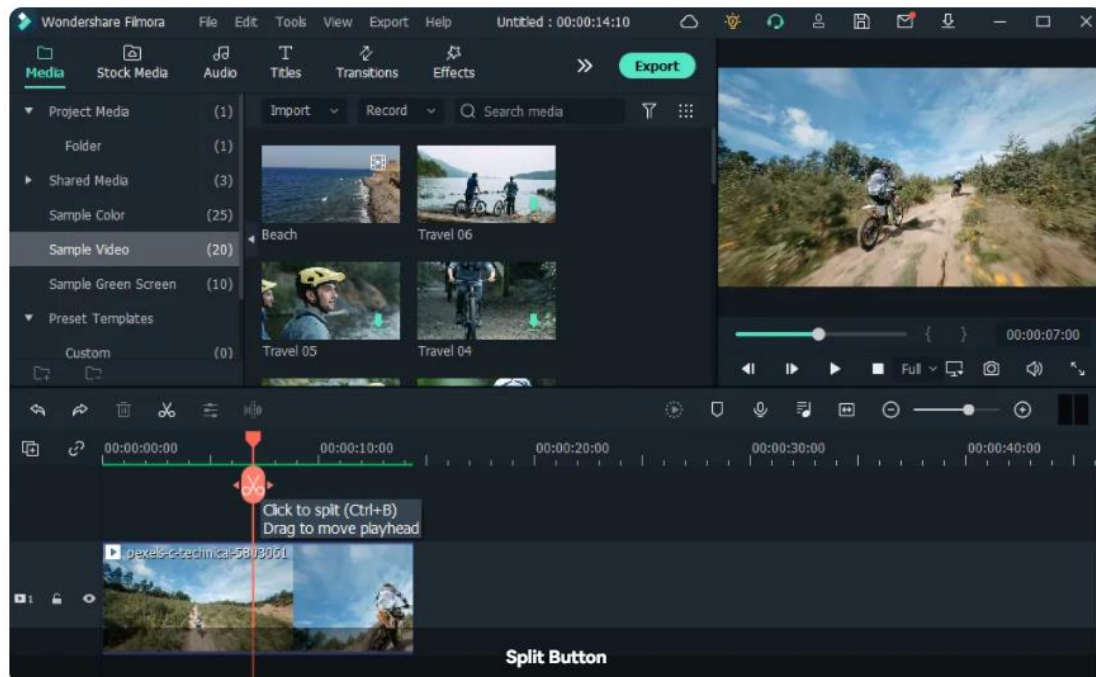 Wondershare Filmora File Edit Tools View Export Help Untitled : 00:00:14:10
Media Stock Media Audio Titles Transitions Effects Export
Project Media (1)
Folder (1)
Shared Media (3)
Sample Color (25)
Sample Video (20)
Sample Green Screen (10)
Preset Templates
Custom (0)
Import Record Search media
Beach Travel 06
Travel 05 Travel 04
{ } 00:00:07:00
Full
00:00:00:00 00:00:10:00 00:00:20:00 00:00:30:00 00:00:40:00
Click to split (Ctrl+B)
Drag to move playhead
pexels-c-technical-5803061
1
Split Button